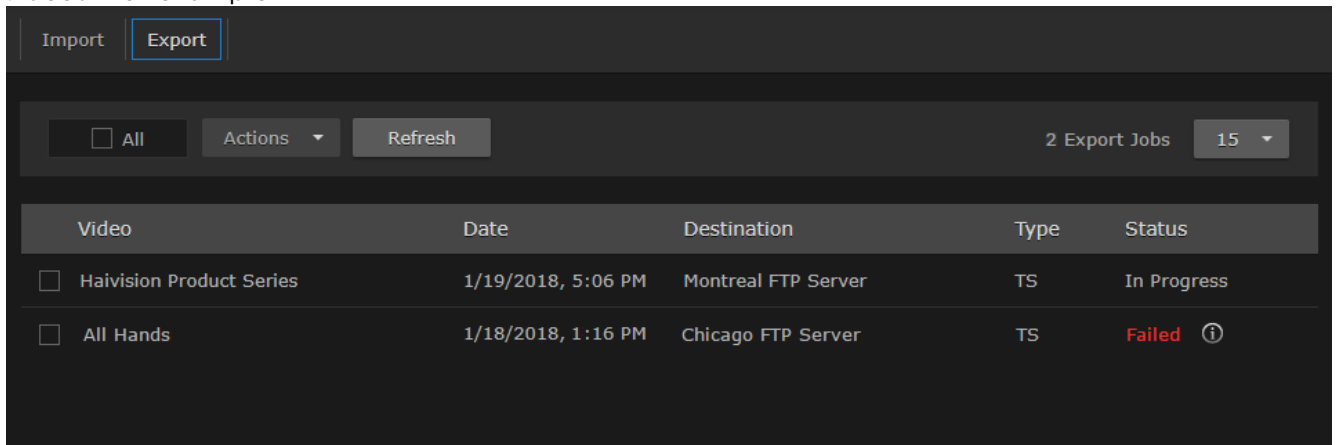 Import Export
All Actions Refresh 2 Export Jobs 15
Video Date Destination Type Status
Haivision Product Series 1/19/2018, 5:06 PM Montreal FTP Server TS In Progress
All Hands 1/18/2018, 1:16 PM Chicago FTP Server TS Failed